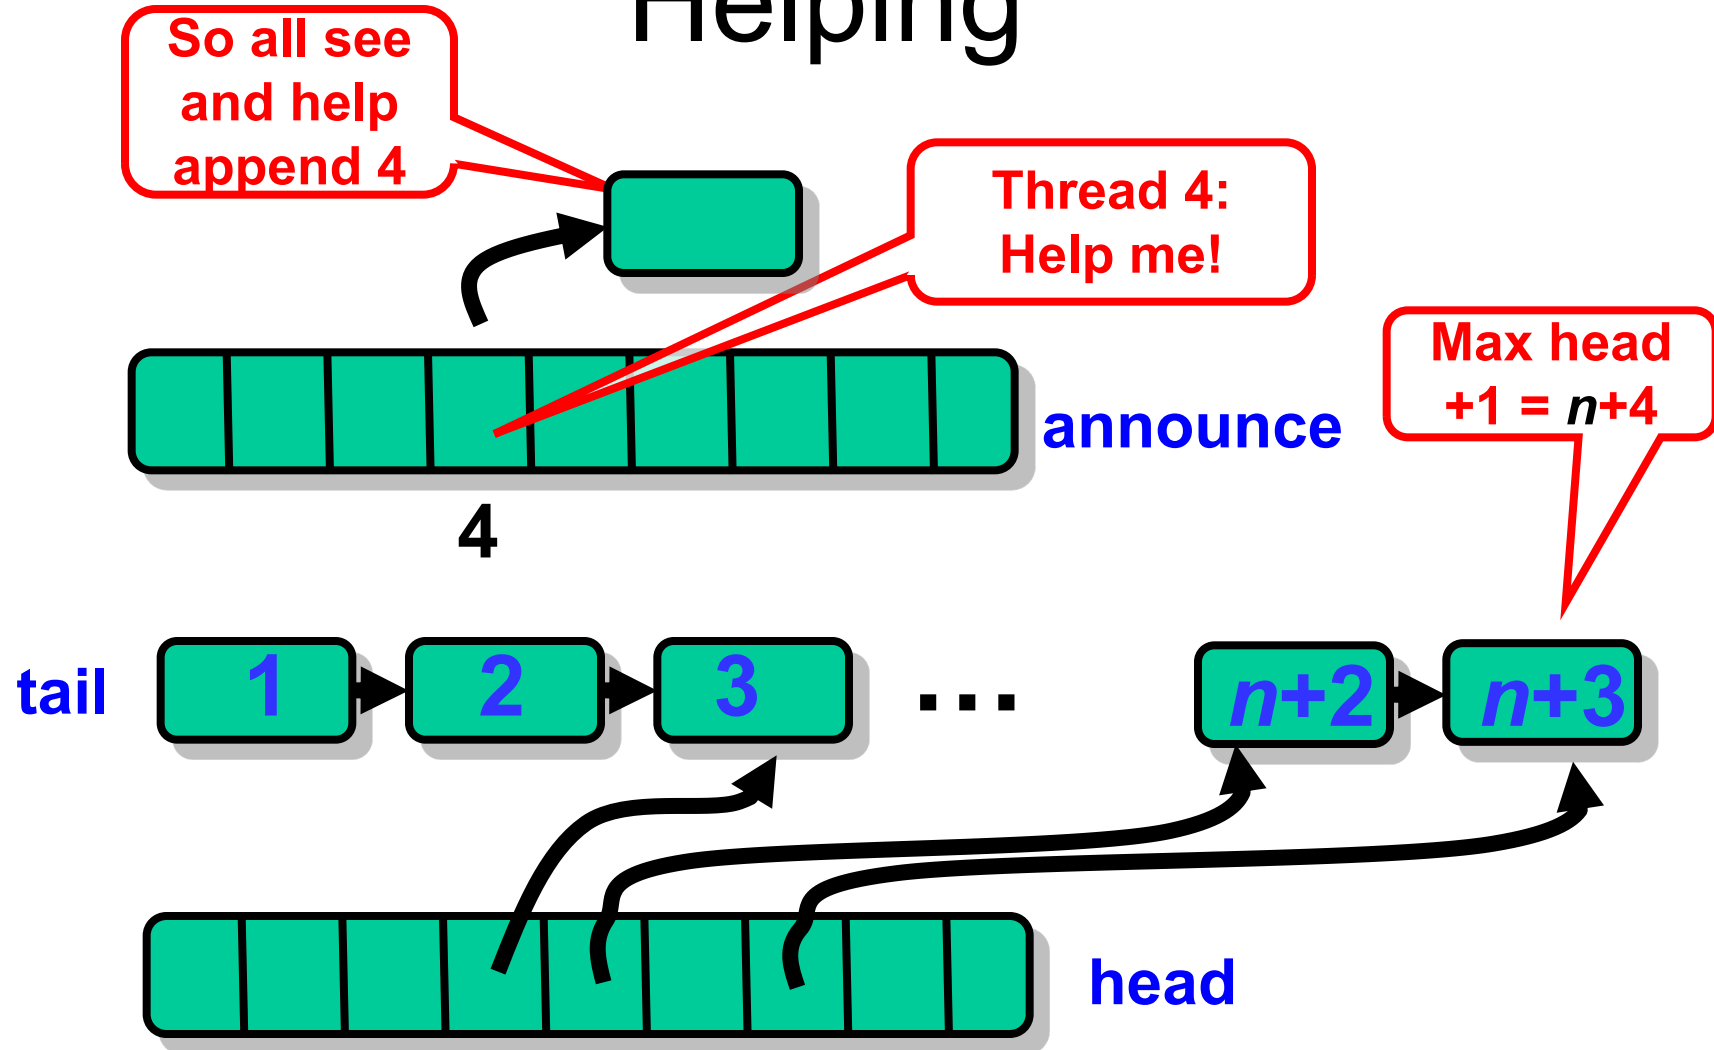 Helping
So all see
and help
append 4
Thread 4:
Help me!
Max head
+1 = n+4
announce
4
tail
1
2
3
...
n+2
n+3
head